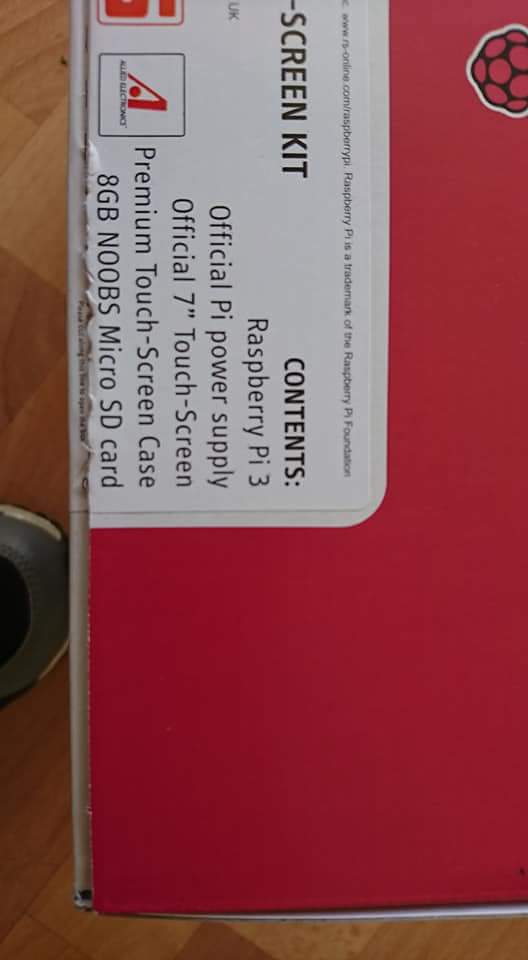 c. www.rs-online.com/raspberrypi. Raspberry Pi is a trademark of the Raspberry Pi Foundation
-SCREEN KIT
CONTENTS:
Raspberry Pi 3
Official Pi power supply
Official 7” Touch-Screen
Premium Touch-Screen Case
8GB NOOBS Micro SD card
UK
ALLIED ELECTRONICS